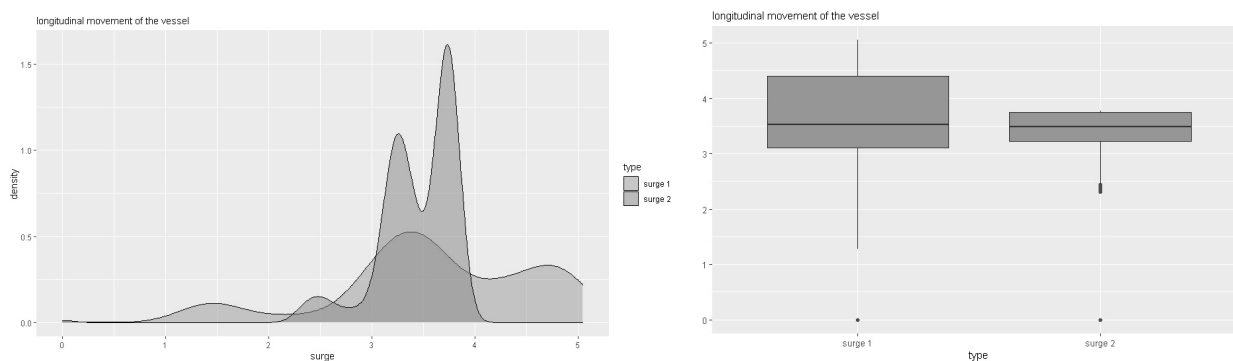 longitudinal movement of the vessel
1.5
1.0
0.5
0.0
density
0 1 2 3 4 5
surge
type
surge 1
surge 2
longitudinal movement of the vessel
5
4
3
2
1
0
surge 1 surge 2
type